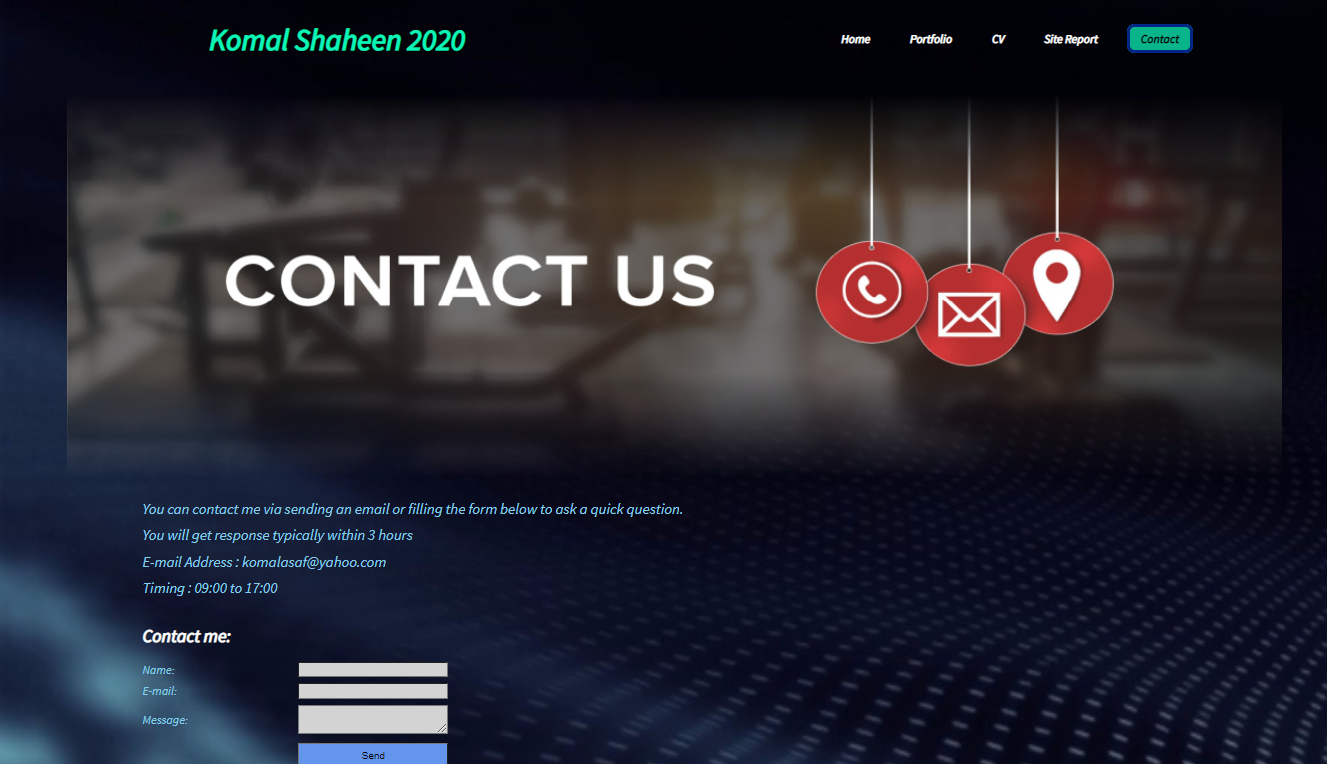 Komal Shaheen 2020
Home Portfolio CV Site Report Contact
CONTACT US
You can contact me via sending an email or filling the form below to ask a quick question.
You will get response typically within 3 hours
E-mail Address : komalasaf@yahoo.com
Timing : 09:00 to 17:00
Contact me:
Name:
E-mail:
Message:
Send